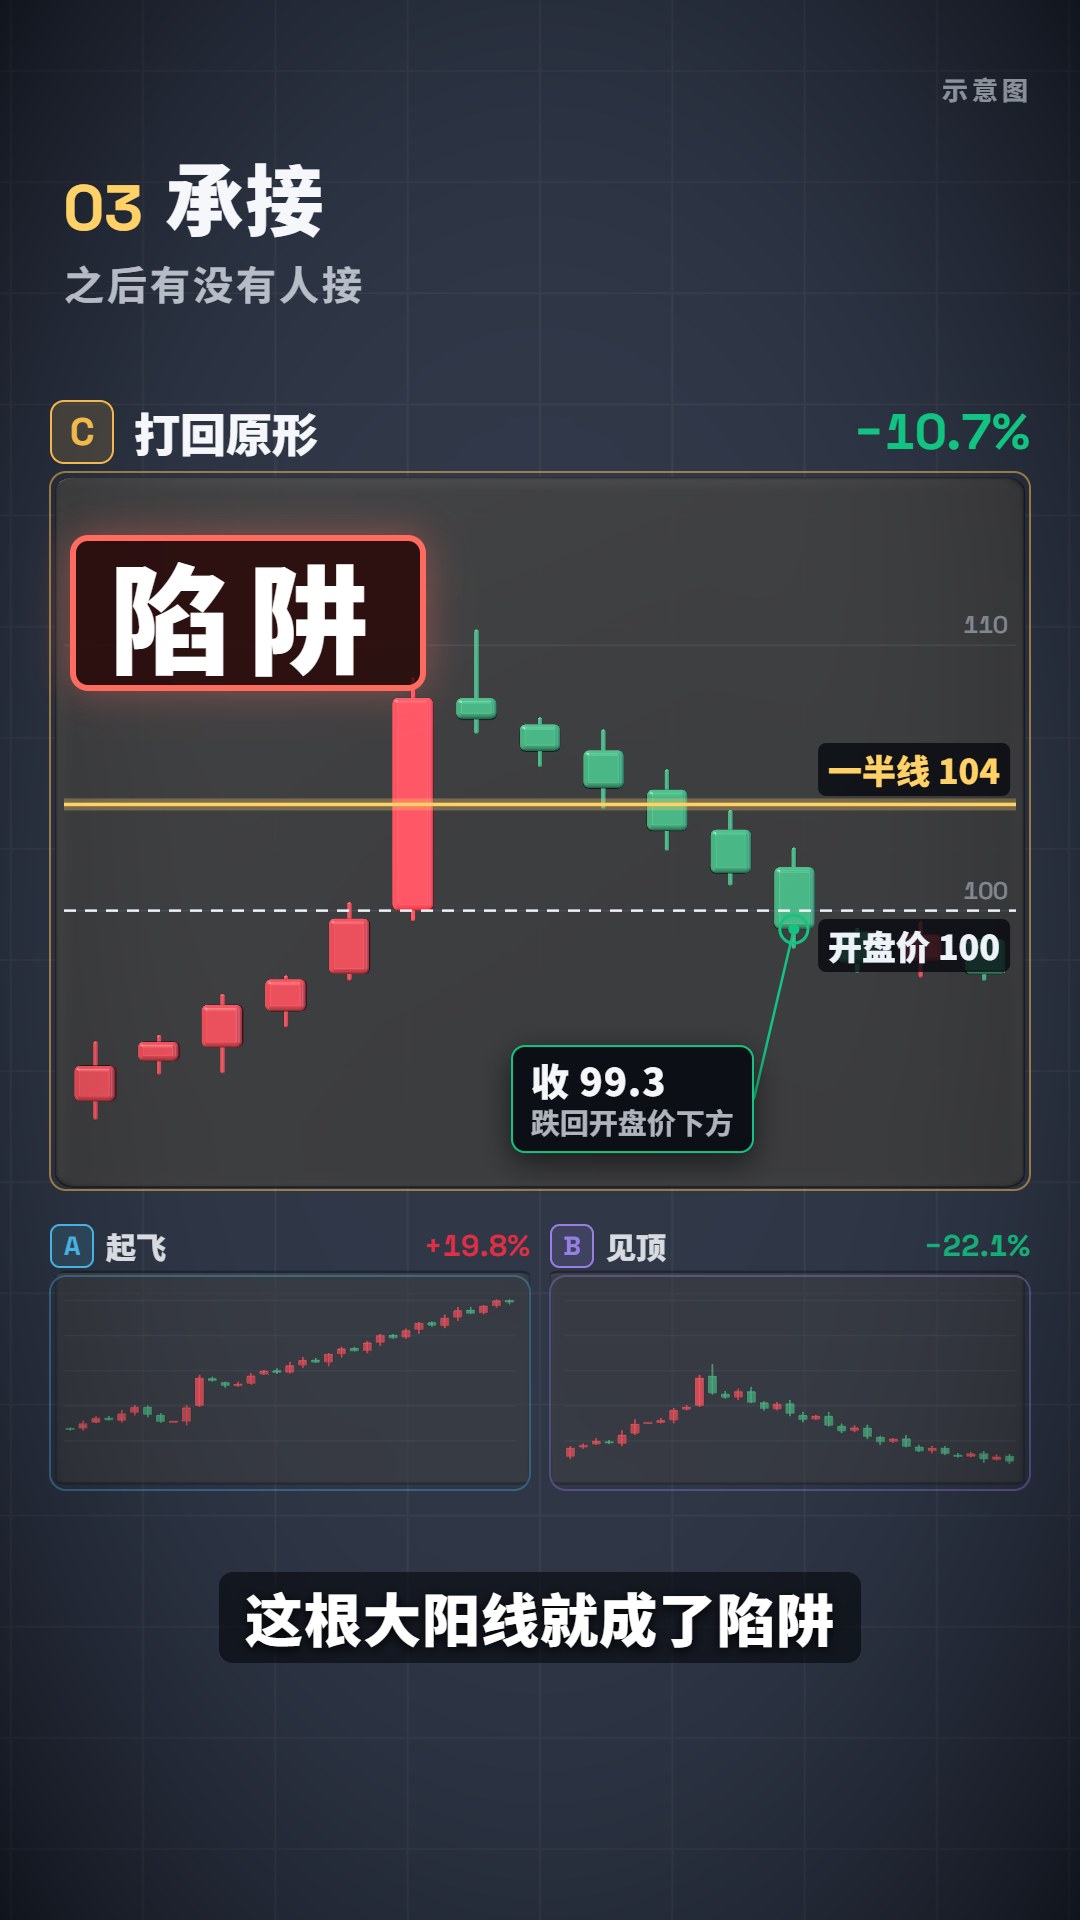 示意图
03 承接
之后有没有人接
C 打回原形 -10.7%
陷阱
110
一半线 104
100
开盘价 100
收 99.3
跌回开盘价下方
A 起飞 +19.8%
B 见顶 -22.1%
这根大阳线就成了陷阱